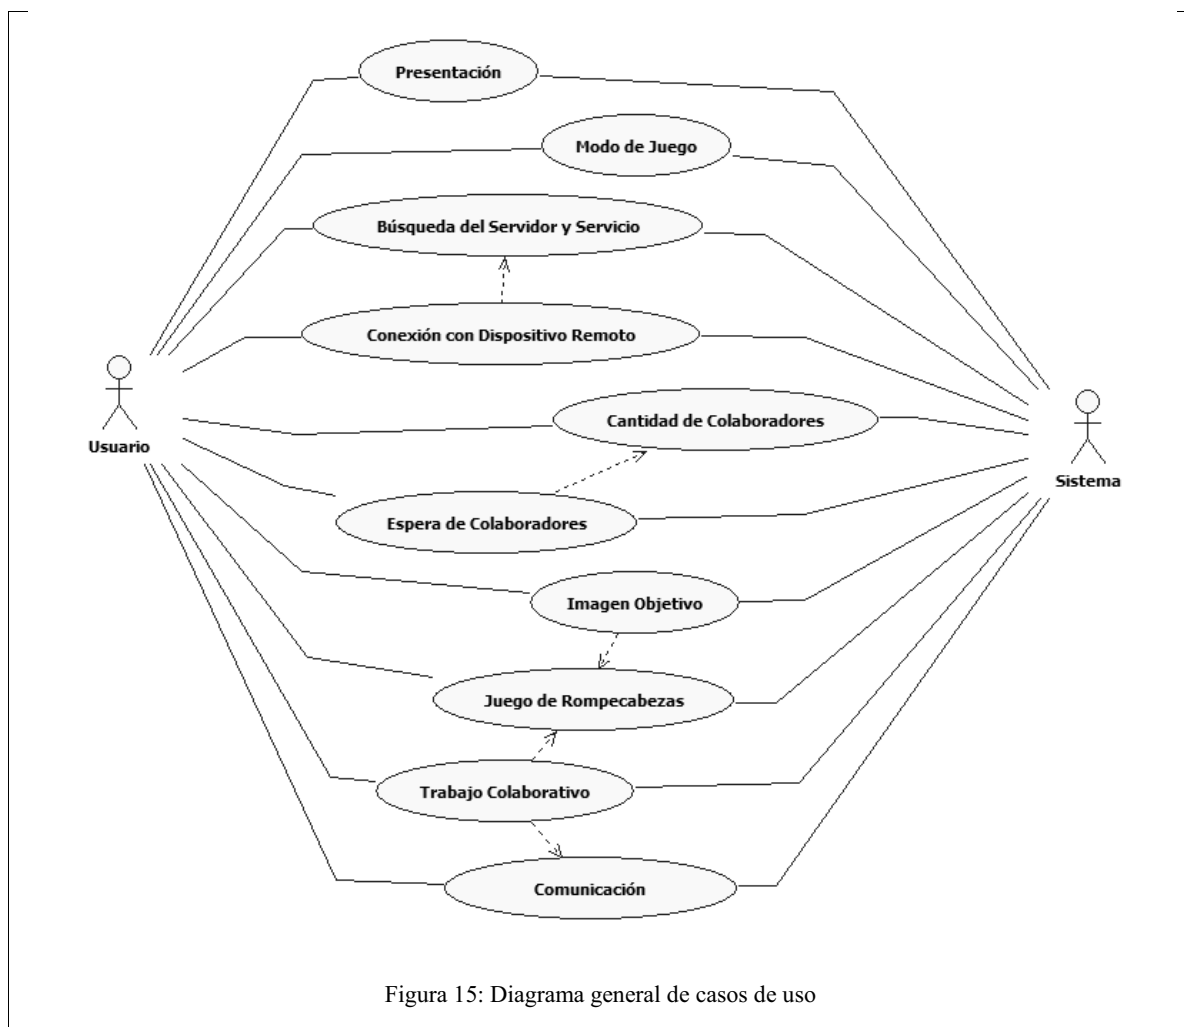 Presentación
Modo de Juego
Búsqueda del Servidor y Servicio
Conexión con Dispositivo Remoto
Cantidad de Colaboradores
Usuario
Sistema
Espera de Colaboradores
Imagen Objetivo
Juego de Rompecabezas
Trabajo Colaborativo
Comunicación
Figura 15: Diagrama general de casos de uso